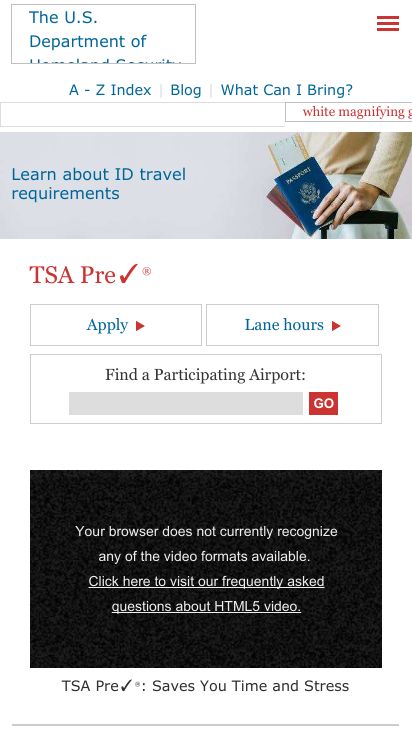 The U.S.
Department of
Homeland Security
A - Z Index | Blog | What Can I Bring?
white magnifying g
Learn about ID travel
requirements
PASSPORT
TSA Pre✓®
Apply
Lane hours
Find a Participating Airport:
GO
Your browser does not currently recognize
any of the video formats available.
Click here to visit our frequently asked
questions about HTML5 video.
TSA Pre✓®: Saves You Time and Stress